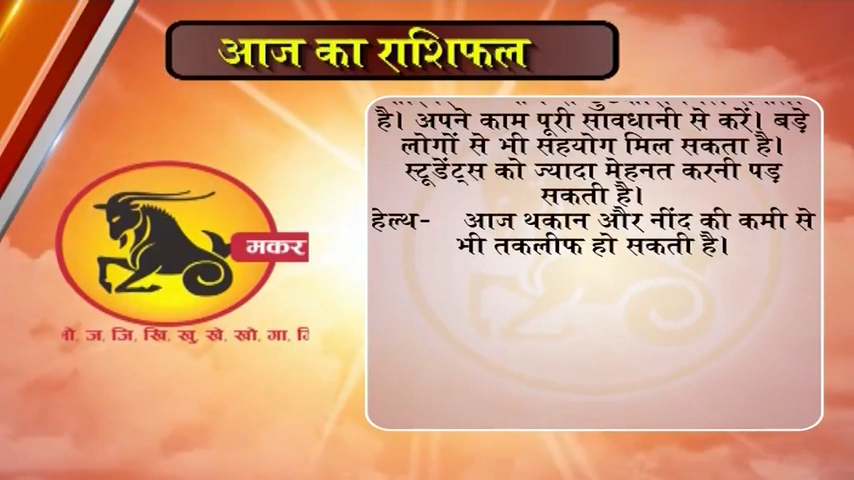 आज का राशिफल
है। अपने काम पूरी सावधानी से करें। बड़े
लोगों से भी सहयोग मिल सकता है।
स्टूडेंट्स को ज्यादा मेहनत करनी पड़
सकती है।
हेल्थ- आज थकान और नींद की कमी से
भी तकलीफ हो सकती है।
मकर
ज, जि, खि, खु, खे, खो, गा,